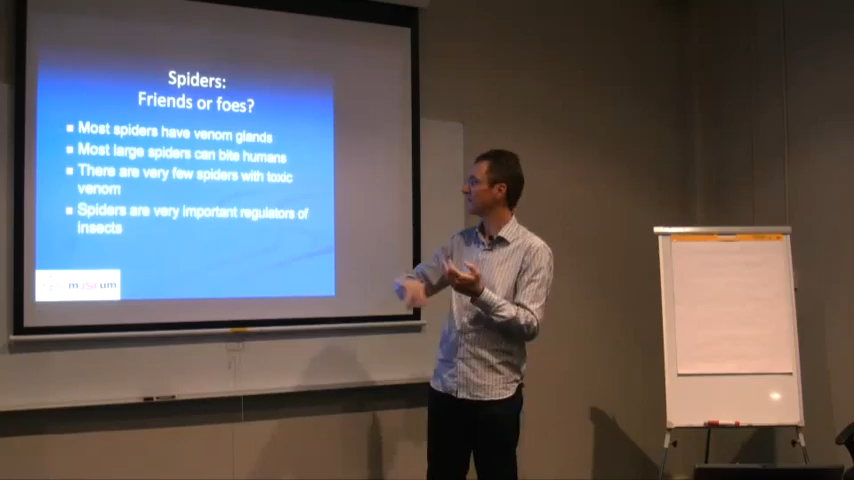 Spiders:
Friends or foes?
Most spiders have venom glands
Most large spiders can bite humans
There are very few spiders with toxic
venom
Spiders are very important regulators of
insects